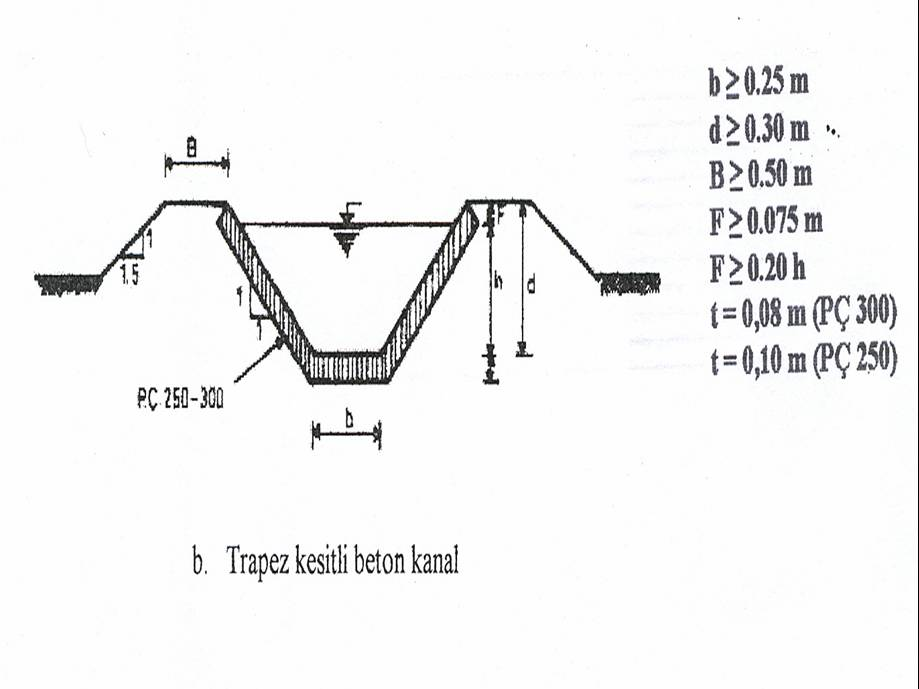 b ≥ 0.25 m
d ≥ 0.30 m
B ≥ 0.50 m
F ≥ 0.075 m
F ≥ 0.20 h
t = 0,08 m (PÇ 300)
t = 0,10 m (PÇ 250)
B
1
1.5
1
1
F
h
d
t
P.Ç 250-300
b
b. Trapez kesitli beton kanal